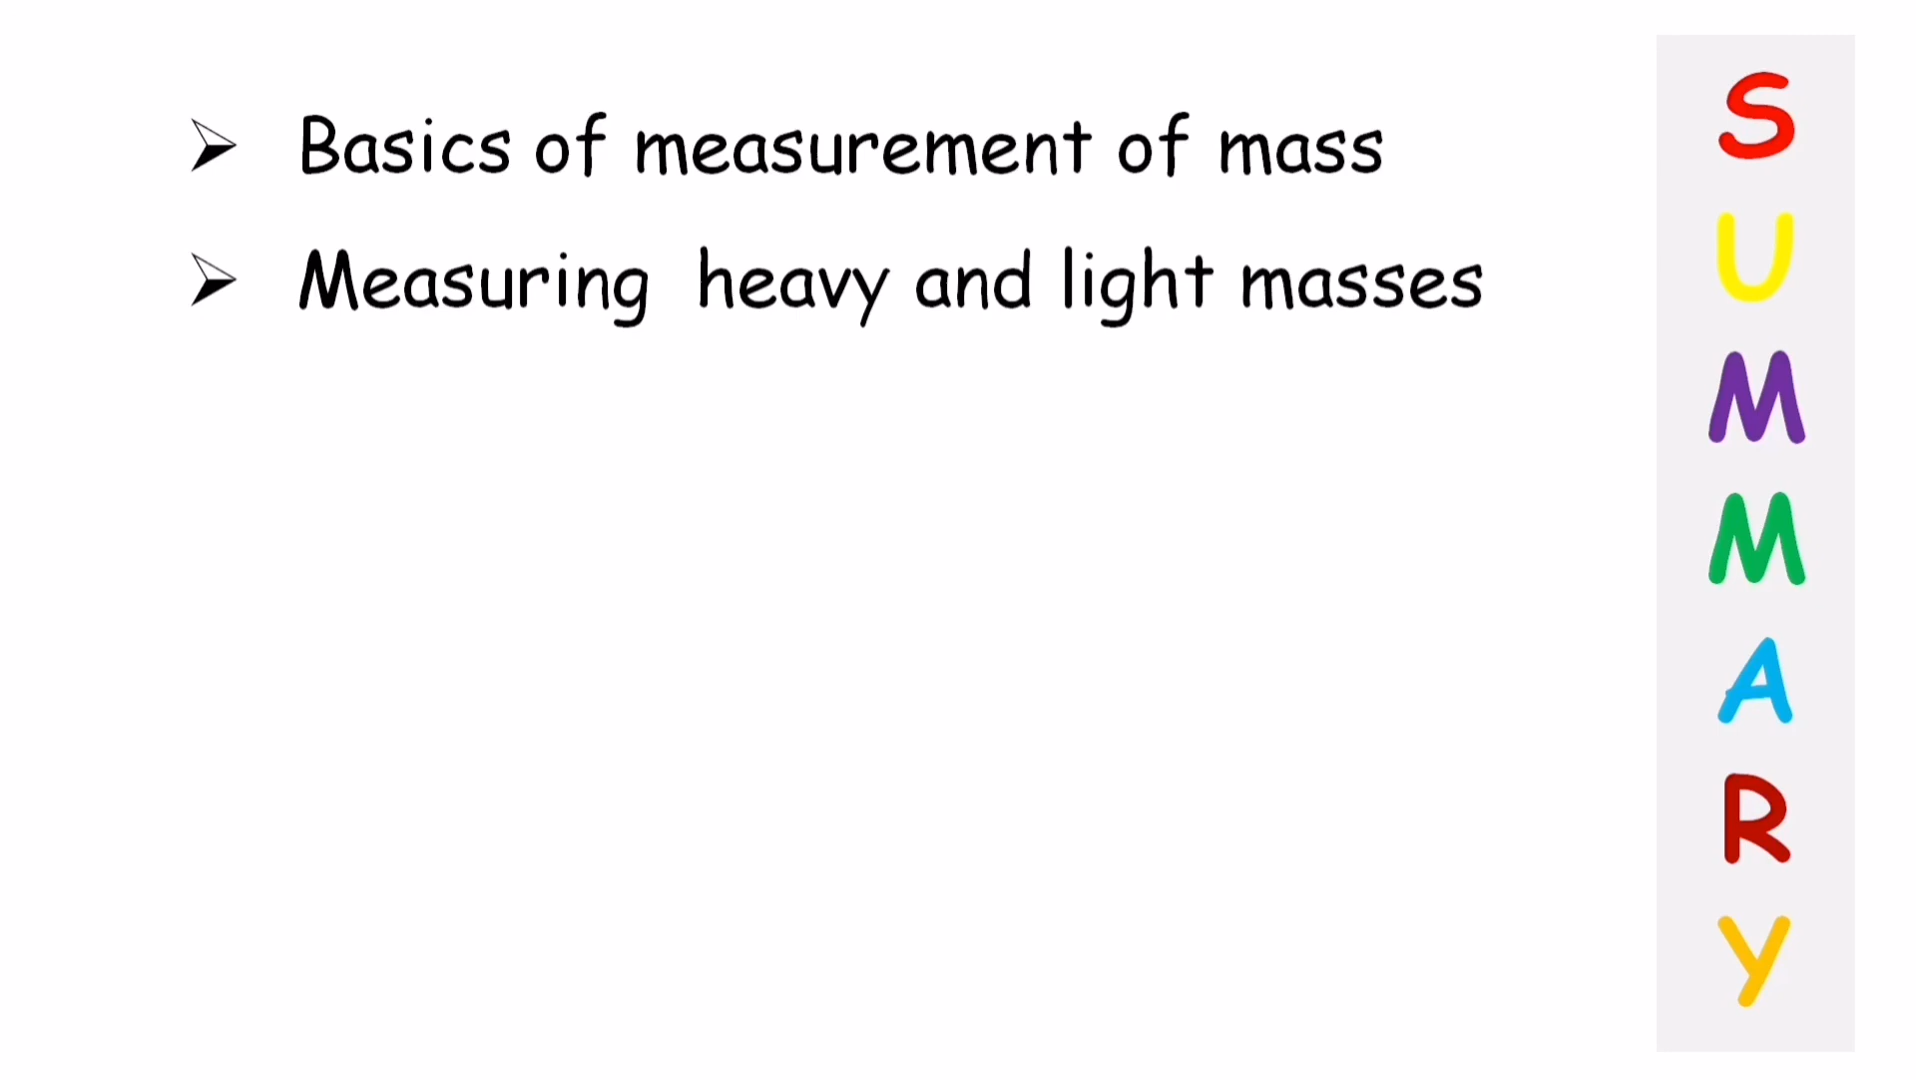 Basics of measurement of mass
Measuring heavy and light masses
SUMMARY